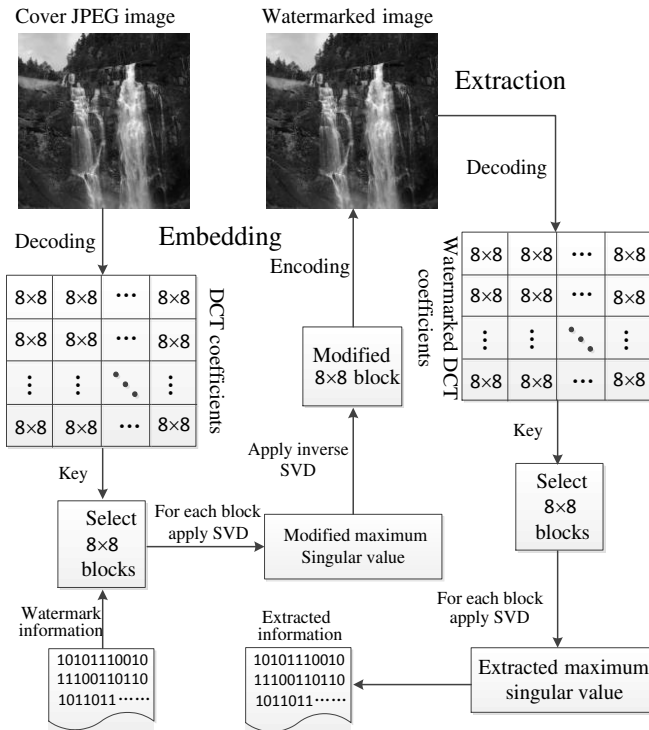 Cover JPEG image
Watermarked image
Extraction
Decoding
Embedding
Decoding
Encoding
8×8 8×8 ··· 8×8
8×8 8×8 ··· 8×8
⋮ ⋮ ⋱ ⋮
8×8 8×8 ··· 8×8
DCT coefficients
Modified
8×8 block
Watermarked DCT
coefficients
8×8 8×8 ··· 8×8
8×8 8×8 ··· 8×8
⋮ ⋮ ⋱ ⋮
8×8 8×8 ··· 8×8
Key
Apply inverse
SVD
Key
Select
8×8
blocks
For each block
apply SVD
Modified maximum
Singular value
Select
8×8
blocks
Watermark
information
Extracted
information
For each block
apply SVD
10101110010
11100110110
1011011······
10101110010
11100110110
1011011······
Extracted maximum
singular value